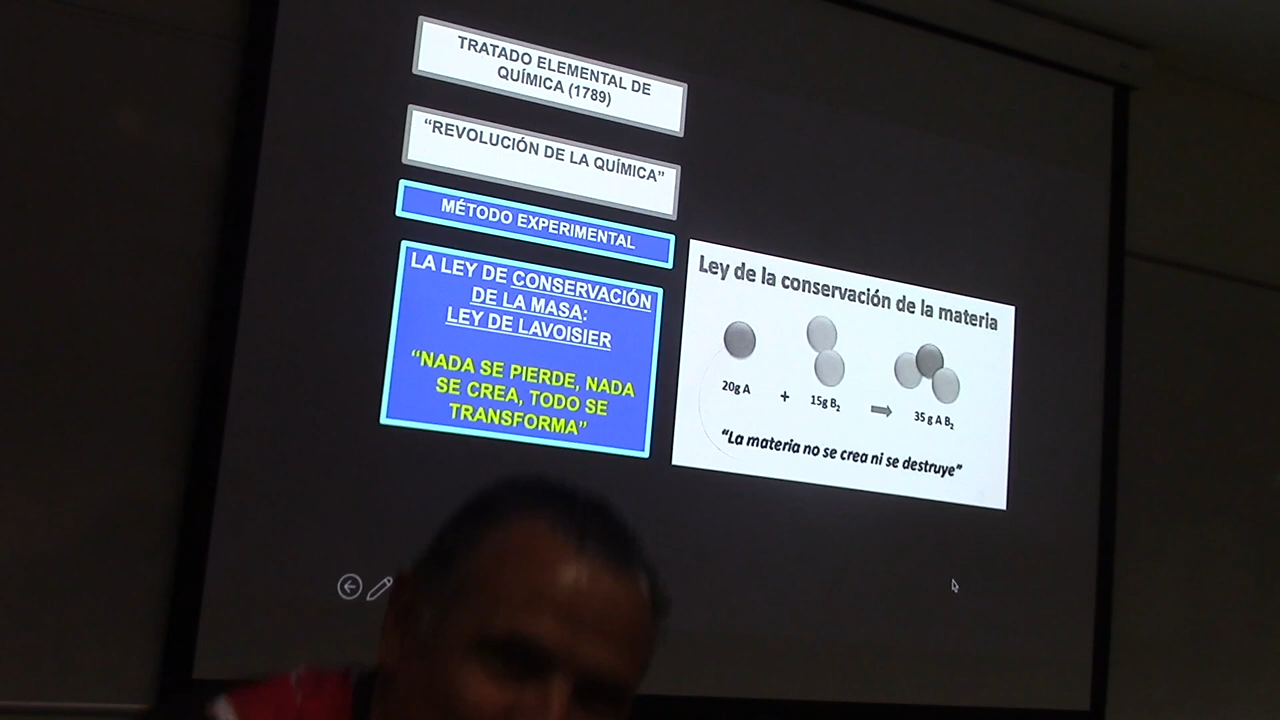 TRATADO ELEMENTAL DE
QUÍMICA (1789)
“REVOLUCIÓN DE LA QUÍMICA”
MÉTODO EXPERIMENTAL
LA LEY DE CONSERVACIÓN
DE LA MASA:
LEY DE LAVOISIER
“NADA SE PIERDE, NADA
SE CREA, TODO SE
TRANSFORMA”
Ley de la conservación de la materia
20g A + 15g B₂ → 35 g A B₂
“La materia no se crea ni se destruye”